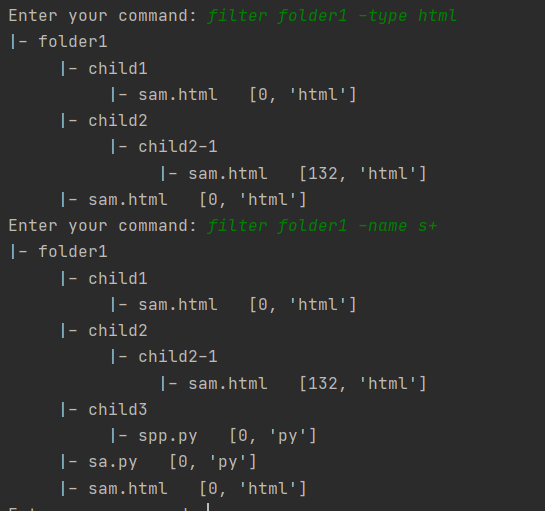 Enter your command: filter folder1 -type html
|- folder1
     |- child1
          |- sam.html   [0, 'html']
     |- child2
          |- child2-1
               |- sam.html   [132, 'html']
     |- sam.html   [0, 'html']
Enter your command: filter folder1 -name s+
|- folder1
     |- child1
          |- sam.html   [0, 'html']
     |- child2
          |- child2-1
               |- sam.html   [132, 'html']
     |- child3
          |- spp.py   [0, 'py']
     |- sa.py   [0, 'py']
     |- sam.html   [0, 'html']